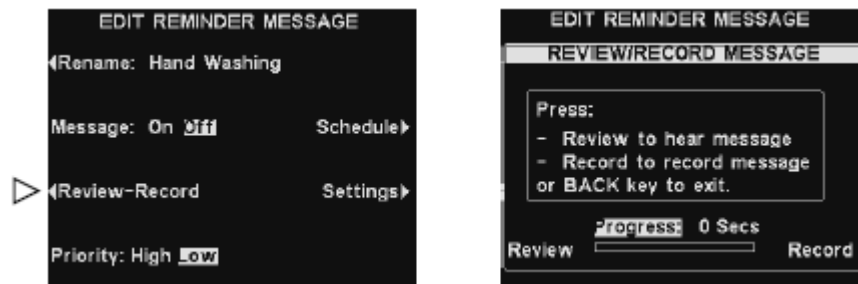 EDIT REMINDER MESSAGE
Rename: Hand Washing
Message: On Off Schedule
Review-Record Settings
Priority: High Low
EDIT REMINDER MESSAGE
REVIEW/RECORD MESSAGE
Press:
- Review to hear message
- Record to record message
or BACK key to exit.
Progress: 0 Secs
Review Record